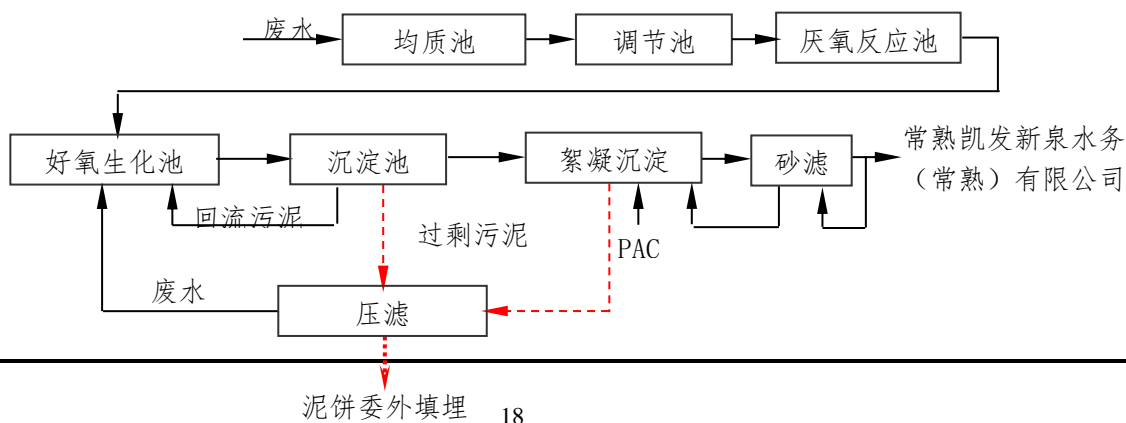 废水
均质池
调节池
厌氧反应池
好氧生化池
沉淀池
絮凝沉淀
砂滤
常熟凯发新泉水务
（常熟）有限公司
回流污泥
过剩污泥
PAC
废水
压滤
泥饼委外填埋
18